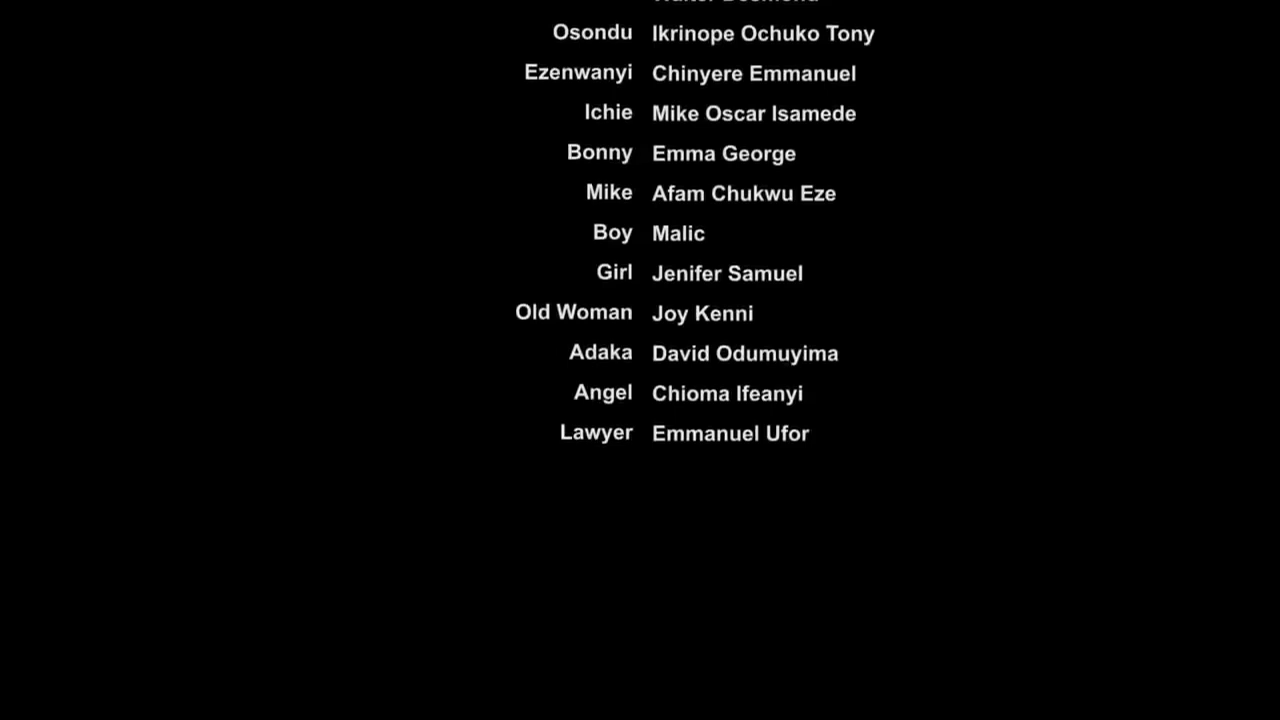 Osondu Ikrinope Ochuko Tony
Ezenwanyi Chinyere Emmanuel
Ichie Mike Oscar Isamede
Bonny Emma George
Mike Afam Chukwu Eze
Boy Malic
Girl Jenifer Samuel
Old Woman Joy Kenni
Adaka David Odumuyima
Angel Chioma Ifeanyi
Lawyer Emmanuel Ufor